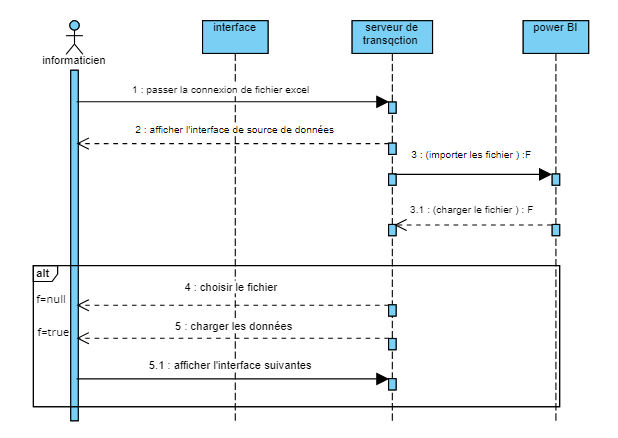 interface
serveur de
transqction
power BI
informaticien
1 : passer la connexion de fichier excel
2 : afficher l'interface de source de données
3 : (importer les fichier ) :F
3.1 : (charger le fichier ) : F
alt
4 : choisir le fichier
f=null
5 : charger les données
f=true
5.1 : afficher l'interface suivantes